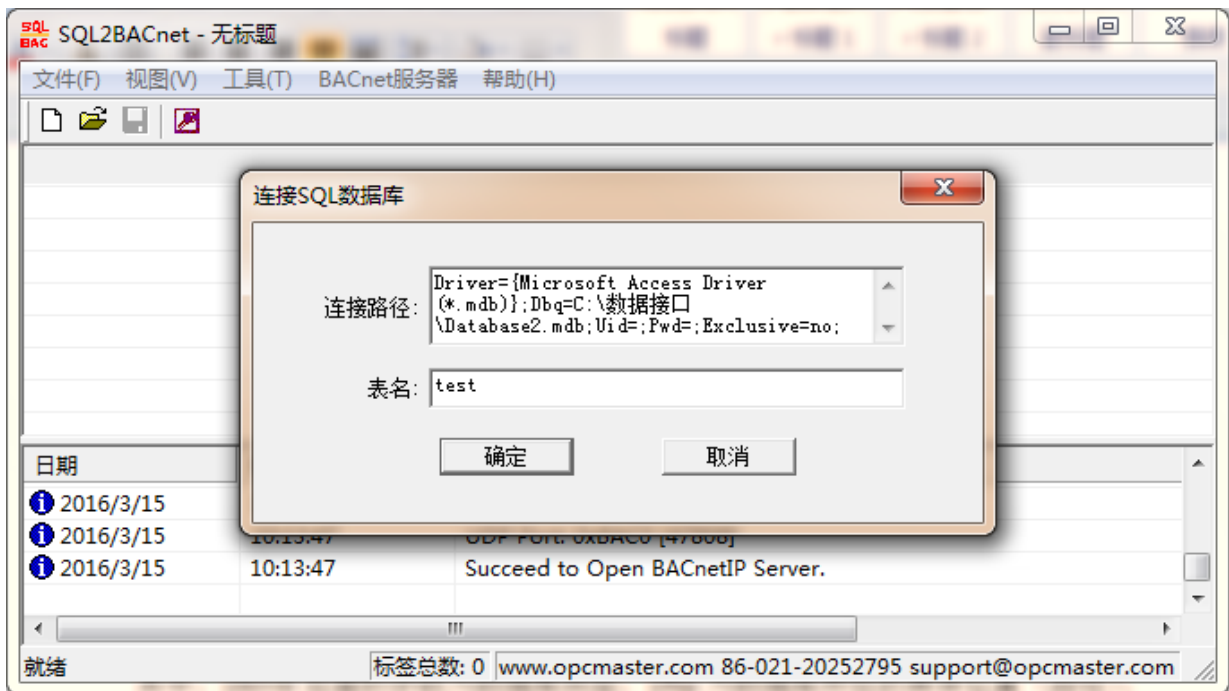 SQL
BAC
SQL2BACnet - 无标题
文件(F) 视图(V) 工具(T) BACnet服务器 帮助(H)
连接SQL数据库
连接路径:
Driver={Microsoft Access Driver
(*.mdb)};Dbq=C:\数据接口
\Database2.mdb;Uid=;Pwd=;Exclusive=no;
表名: test
确定 取消
日期
2016/3/15
2016/3/15 10:13:47 UDP Port: 0xBAC0 [47808]
2016/3/15 10:13:47 Succeed to Open BACnetIP Server.
就绪 标签总数: 0 www.opcmaster.com 86-021-20252795 support@opcmaster.com